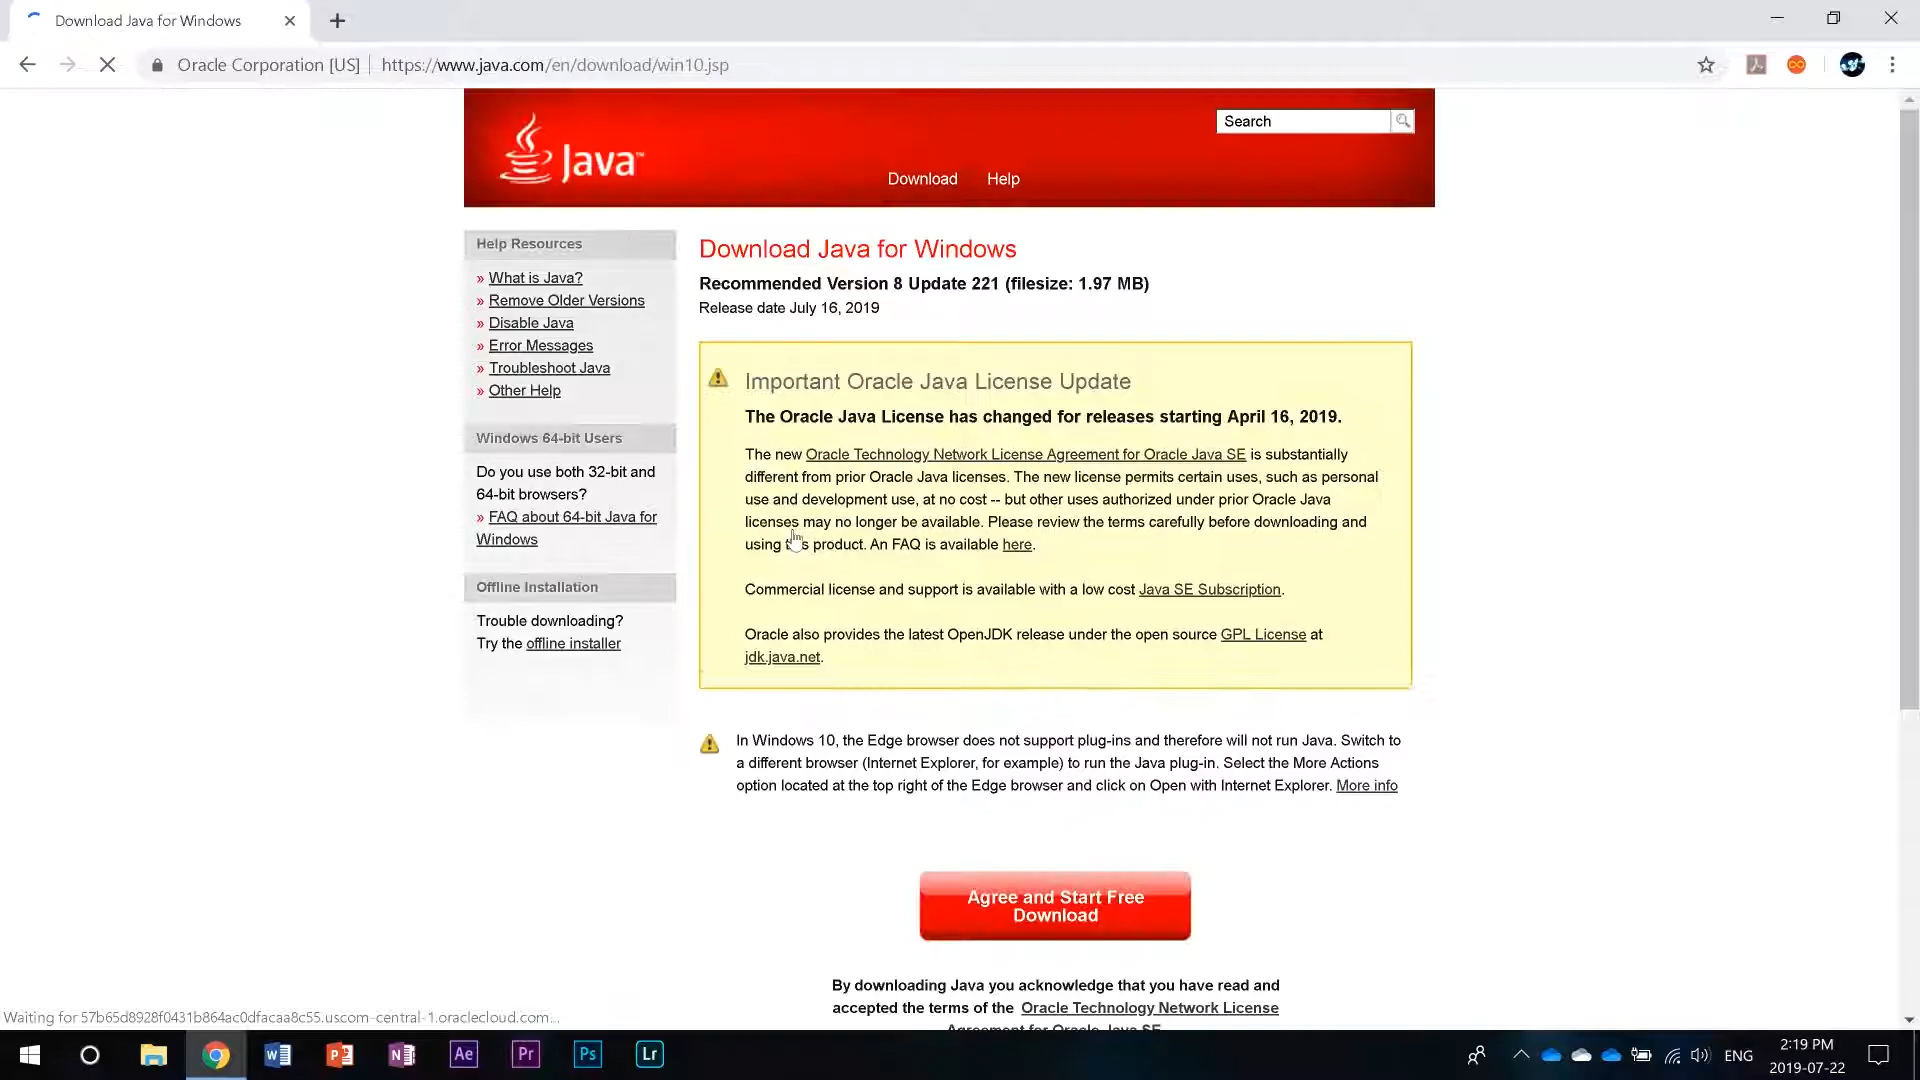 Download Java for Windows
Oracle Corporation [US] https://www.java.com/en/download/win10.jsp
Search
Java™
Download Help
Help Resources
» What is Java?
» Remove Older Versions
» Disable Java
» Error Messages
» Troubleshoot Java
» Other Help
Windows 64-bit Users
Do you use both 32-bit and
64-bit browsers?
» FAQ about 64-bit Java for
Windows
Offline Installation
Trouble downloading?
Try the offline installer
Download Java for Windows
Recommended Version 8 Update 221 (filesize: 1.97 MB)
Release date July 16, 2019
Important Oracle Java License Update
The Oracle Java License has changed for releases starting April 16, 2019.
The new Oracle Technology Network License Agreement for Oracle Java SE is substantially
different from prior Oracle Java licenses. The new license permits certain uses, such as personal
use and development use, at no cost -- but other uses authorized under prior Oracle Java
licenses may no longer be available. Please review the terms carefully before downloading and
using this product. An FAQ is available here.
Commercial license and support is available with a low cost Java SE Subscription.
Oracle also provides the latest OpenJDK release under the open source GPL License at
jdk.java.net.
In Windows 10, the Edge browser does not support plug-ins and therefore will not run Java. Switch to
a different browser (Internet Explorer, for example) to run the Java plug-in. Select the More Actions
option located at the top right of the Edge browser and click on Open with Internet Explorer. More info
Agree and Start Free
Download
By downloading Java you acknowledge that you have read and
accepted the terms of the Oracle Technology Network License
Agreement for Oracle Java SE
Waiting for 57b65d8928f0431b864ac0dfacaa8c55.uscom-central-1.oraclecloud.com...
Ae Pr Ps Lr
ENG
2:19 PM
2019-07-22